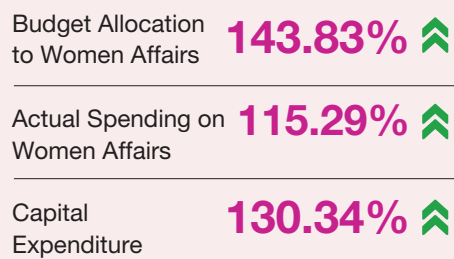 Budget Allocation
to Women Affairs
143.83%
Actual Spending on
Women Affairs
115.29%
Capital
Expenditure
130.34%